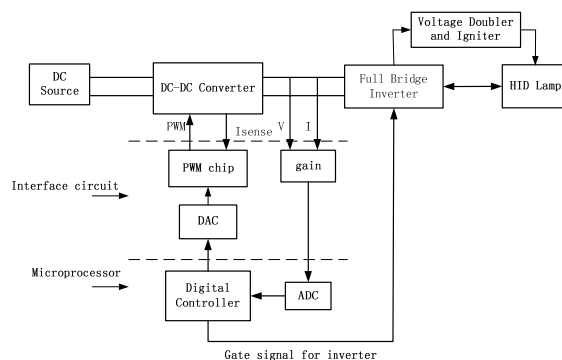 Voltage Doubler
and Igniter
DC
Source
DC-DC Converter
Full Bridge
Inverter
HID Lamp
PWM
Isense
V
I
PWM chip
gain
Interface circuit
DAC
Microprocessor
Digital
Controller
ADC
Gate signal for inverter